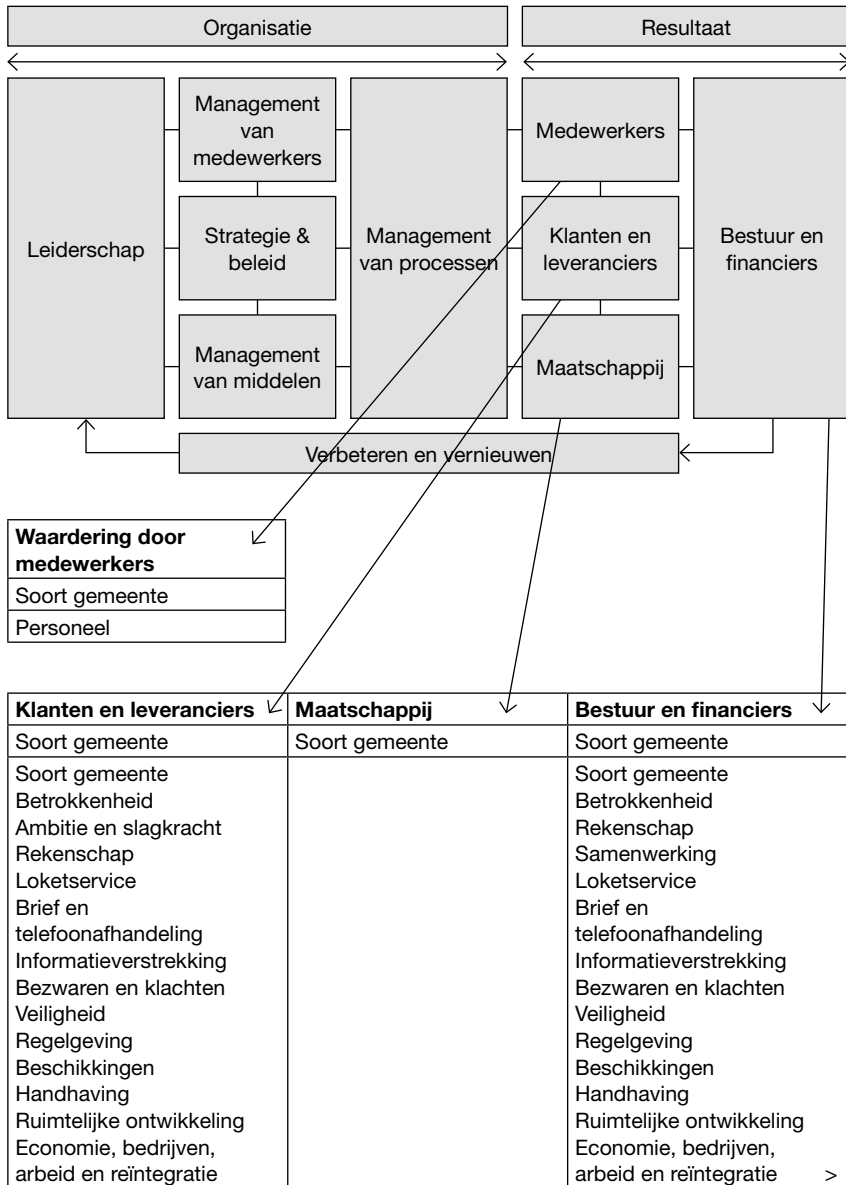 Organisatie
Resultaat
Leiderschap
Management
van
medewerkers
Strategie &
beleid
Management
van middelen
Management
van processen
Medewerkers
Klanten en
leveranciers
Maatschappij
Bestuur en
financiers
Verbeteren en vernieuwen
Waardering door
medewerkers
Soort gemeente
Personeel
Klanten en leveranciers
Soort gemeente
Soort gemeente
Betrokkenheid
Ambitie en slagkracht
Rekenschap
Loketservice
Brief en
telefoonafhandeling
Informatieverstrekking
Bezwaren en klachten
Veiligheid
Regelgeving
Beschikkingen
Handhaving
Ruimtelijke ontwikkeling
Economie, bedrijven,
arbeid en reïntegratie
Maatschappij
Soort gemeente
Bestuur en financiers
Soort gemeente
Soort gemeente
Betrokkenheid
Rekenschap
Samenwerking
Loketservice
Brief en
telefoonafhandeling
Informatieverstrekking
Bezwaren en klachten
Veiligheid
Regelgeving
Beschikkingen
Handhaving
Ruimtelijke ontwikkeling
Economie, bedrijven,
arbeid en reïntegratie >